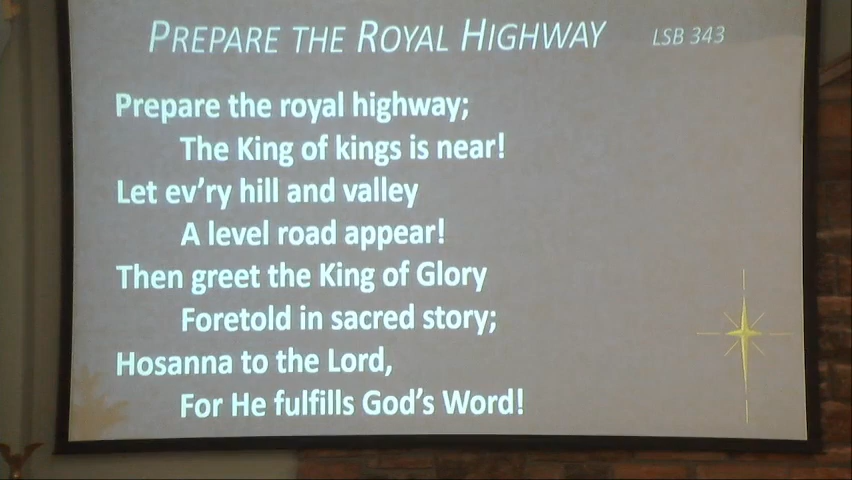 PREPARE THE ROYAL HIGHWAY LSB 343
Prepare the royal highway;
The King of kings is near!
Let ev'ry hill and valley
A level road appear!
Then greet the King of Glory
Foretold in sacred story;
Hosanna to the Lord,
For He fulfills God's Word!